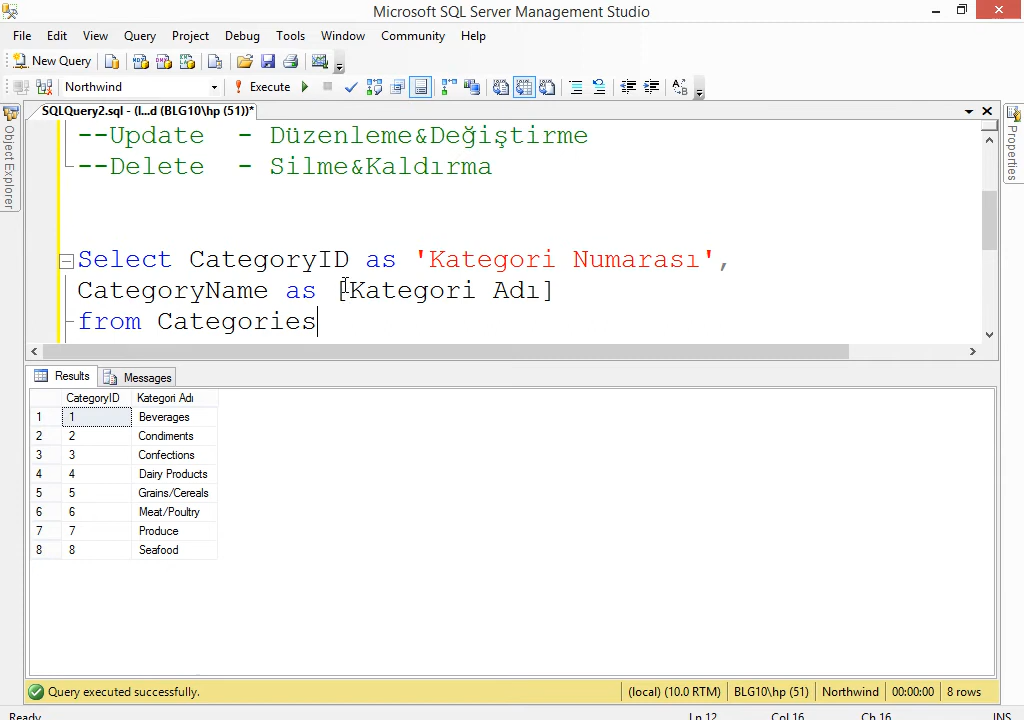 Microsoft SQL Server Management Studio
File Edit View Query Project Debug Tools Window Community Help
New Query
Northwind Execute
SQLQuery2.sql - (l...d (BLG10\hp (51))*
Object Explorer
Properties
--Update - Düzenleme&Değiştirme
--Delete - Silme&Kaldırma
Select CategoryID as 'Kategori Numarası',
CategoryName as [Kategori Adı]
from Categories
Results Messages
CategoryID Kategori Adı
1 1 Beverages
2 2 Condiments
3 3 Confections
4 4 Dairy Products
5 5 Grains/Cereals
6 6 Meat/Poultry
7 7 Produce
8 8 Seafood
Query executed successfully. (local) (10.0 RTM) BLG10\hp (51) Northwind 00:00:00 8 rows
Ready Ln 12 Col 16 Ch 16 INS